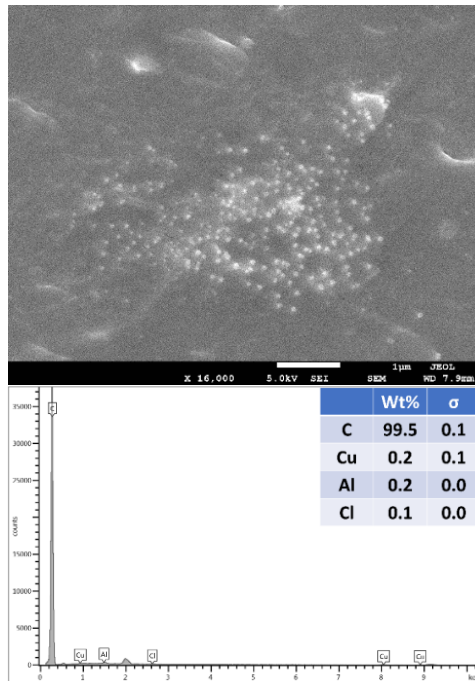 1μm JEOL
X 16,000 5.0kV SEI SEM WD 7.9mm
Wt% σ
C 99.5 0.1
Cu 0.2 0.1
Al 0.2 0.0
Cl 0.1 0.0
35000
30000
25000
20000
15000
10000
5000
0
counts
C
Cu Al Cl Cu Cu
0 1 2 3 4 5 6 7 8 9